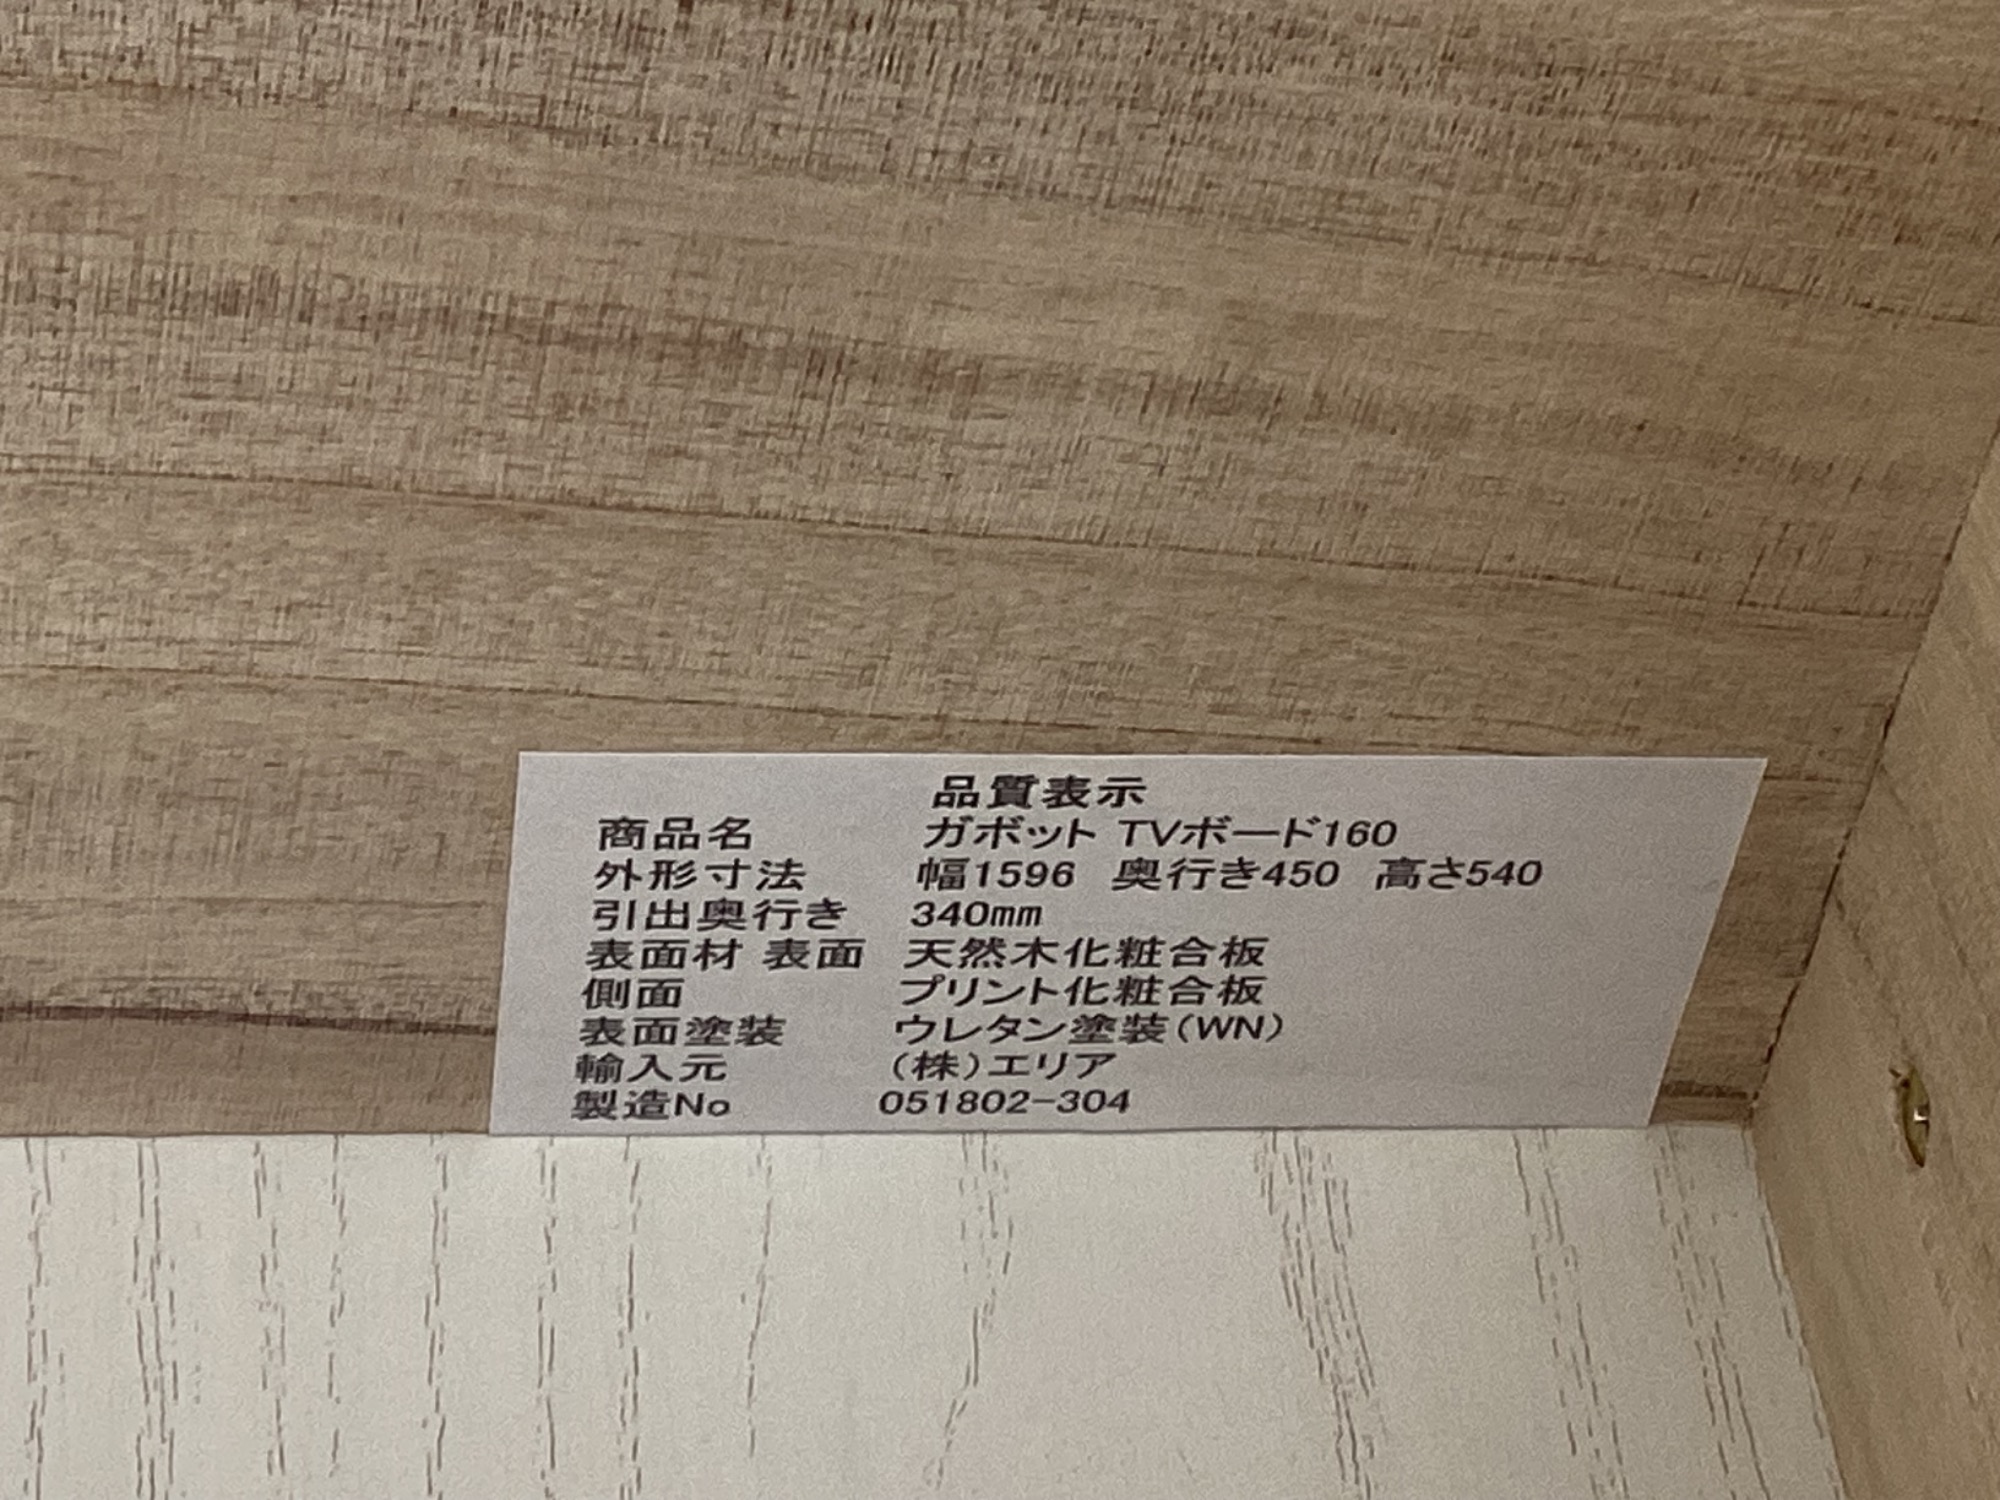 品質表示
商品名 ガボット TVボード160
外形寸法 幅1596 奥行き450 高さ540
引出奥行き 340mm
表面材 表面 天然木化粧合板
側面 プリント化粧合板
表面塗装 ウレタン塗装(WN)
輸入元 (株)エリア
製造No 051802-304